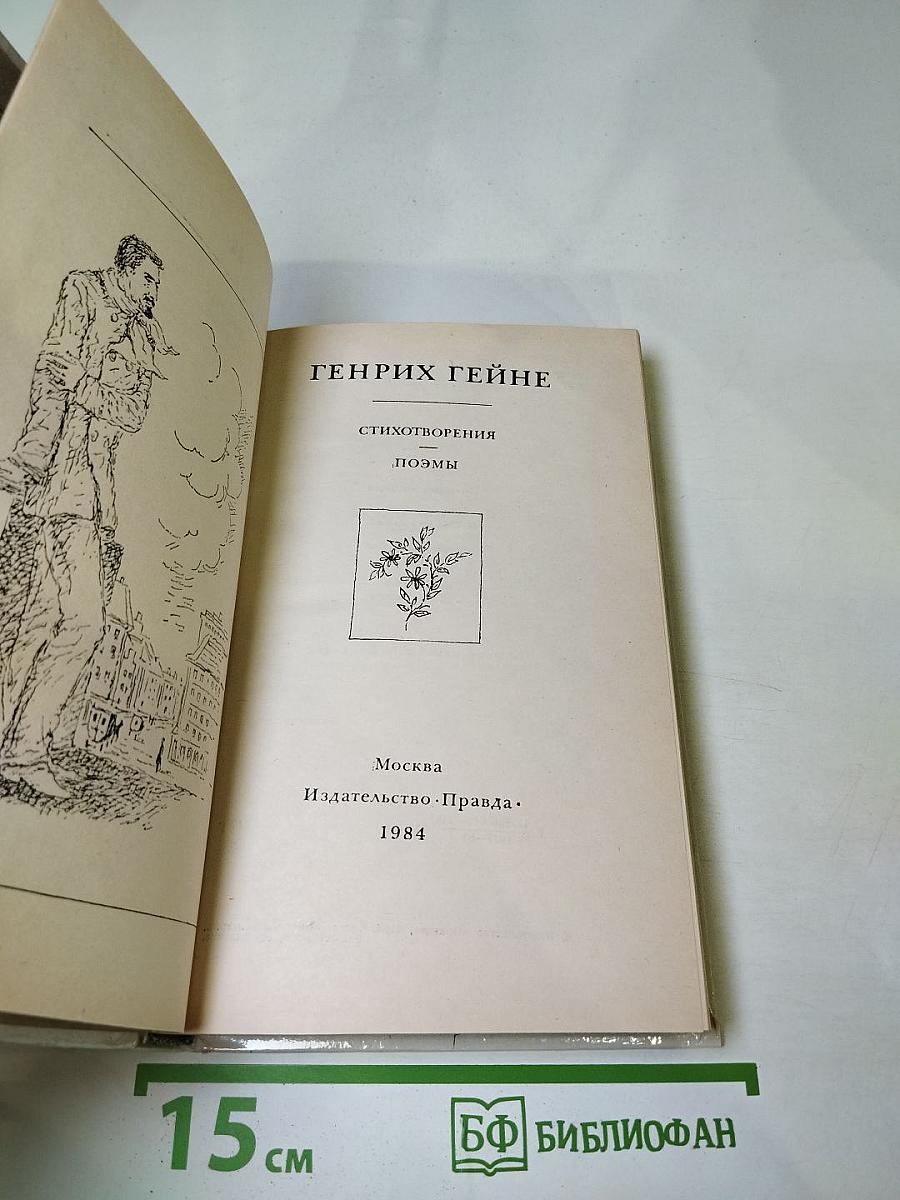 ГЕНРИХ ГЕЙНЕ
СТИХОТВОРЕНИЯ
ПОЭМЫ
Москва
Издательство ·Правда·
1984
15 см
БФ БИБЛИОФАН